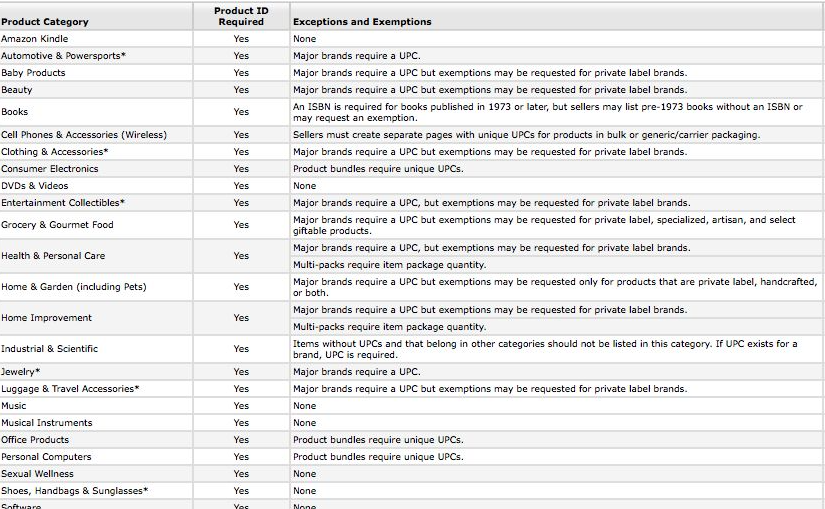 Product Category Product ID Required Exceptions and Exemptions
Amazon Kindle Yes None
Automotive & Powersports* Yes Major brands require a UPC.
Baby Products Yes Major brands require a UPC but exemptions may be requested for private label brands.
Beauty Yes Major brands require a UPC but exemptions may be requested for private label brands.
Books Yes An ISBN is required for books published in 1973 or later, but sellers may list pre-1973 books without an ISBN or
may request an exemption.
Cell Phones & Accessories (Wireless) Yes Sellers must create separate pages with unique UPCs for products in bulk or generic/carrier packaging.
Clothing & Accessories* Yes Major brands require a UPC but exemptions may be requested for private label brands.
Consumer Electronics Yes Product bundles require unique UPCs.
DVDs & Videos Yes None
Entertainment Collectibles* Yes Major brands require a UPC, but exemptions may be requested for private label brands.
Grocery & Gourmet Food Yes Major brands require a UPC but exemptions may be requested for private label, specialized, artisan, and select
giftable products.
Health & Personal Care Yes Major brands require a UPC, but exemptions may be requested for private label brands.
Multi-packs require item package quantity.
Home & Garden (including Pets) Yes Major brands require a UPC but exemptions may be requested only for products that are private label, handcrafted,
or both.
Home Improvement Yes Major brands require a UPC but exemptions may be requested for private label brands.
Multi-packs require item package quantity.
Industrial & Scientific Yes Items without UPCs and that belong in other categories should not be listed in this category. If UPC exists for a
brand, UPC is required.
Jewelry* Yes Major brands require a UPC.
Luggage & Travel Accessories* Yes Major brands require a UPC but exemptions may be requested for private label brands.
Music Yes None
Musical Instruments Yes None
Office Products Yes Product bundles require unique UPCs.
Personal Computers Yes Product bundles require unique UPCs.
Sexual Wellness Yes None
Shoes, Handbags & Sunglasses* Yes None
Software Yes None